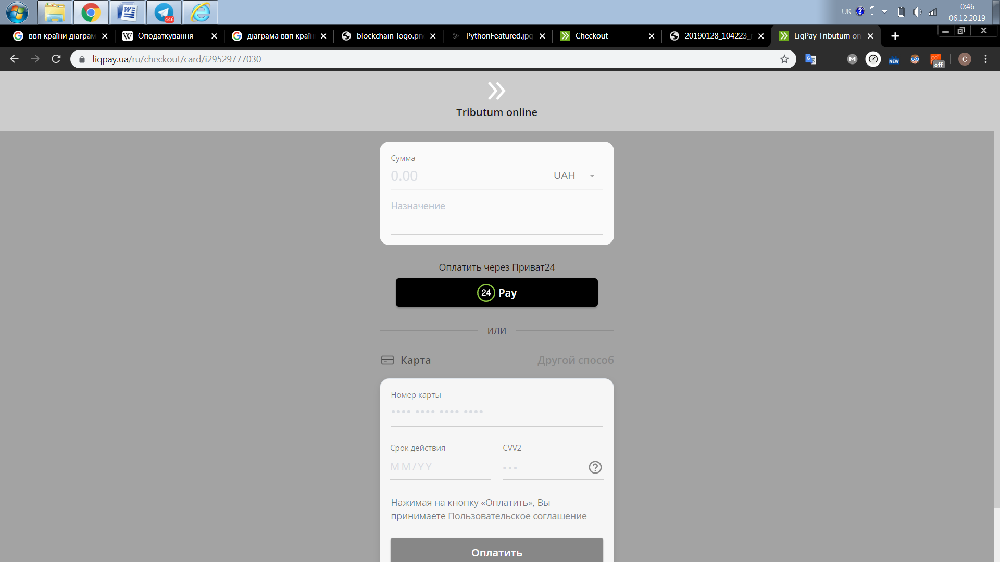 446
UK
0:46
06.12.2019
ввп країни діаграм
Оподаткування —
діаграма ввп країн
blockchain-logo.pn
PythonFeatured.jpg
Checkout
20190128_104223_
LiqPay Tributum on
liqpay.ua/ru/checkout/card/i29529777030
M
NEW
off
C
Tributum online
Сумма
0.00
UAH
Назначение
Оплатить через Приват24
24 Pay
ИЛИ
Карта
Другой способ
Номер карты
Срок действия
CVV2
MM/YY
Нажимая на кнопку «Оплатить», Вы
принимаете Пользовательское соглашение
Оплатить